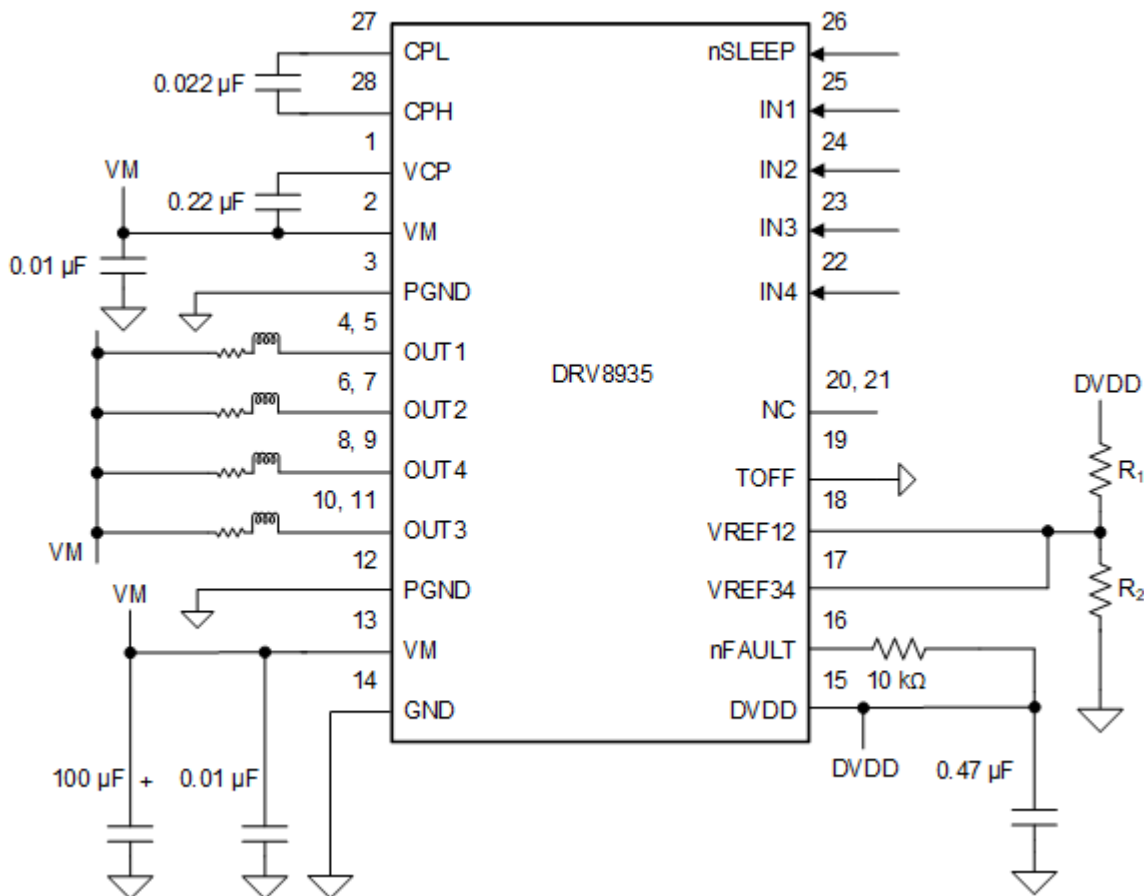 27
CPL
0.022 µF
28
CPH
1
VCP
VM
0.22 µF
2
VM
0.01 µF
3
PGND
4, 5
OUT1
6, 7
OUT2
8, 9
OUT4
10, 11
OUT3
VM
12
PGND
VM
13
VM
14
GND
100 µF +
0.01 µF
DRV8935
26
nSLEEP
25
IN1
24
IN2
23
IN3
22
IN4
20, 21
NC
19
TOFF
18
VREF12
17
VREF34
16
nFAULT
10 kΩ
15
DVDD
DVDD
0.47 µF
DVDD
R₁
R₂